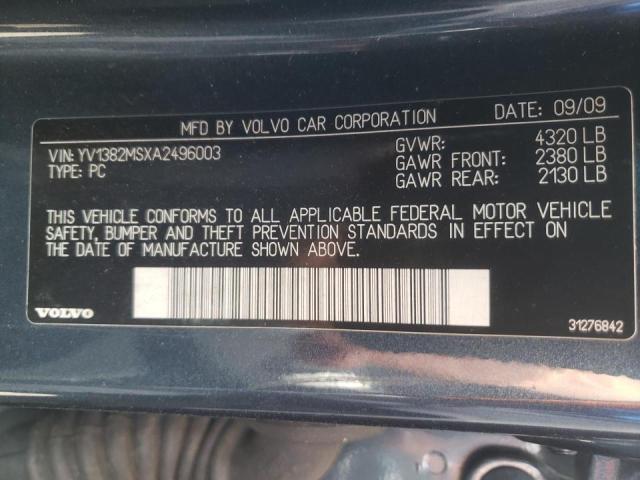 MFD BY VOLVO CAR CORPORATION DATE: 09/09
VIN: YV1382MSXA2496003 GVWR: 4320 LB
TYPE: PC GAWR FRONT: 2380 LB
GAWR REAR: 2130 LB
THIS VEHICLE CONFORMS TO ALL APPLICABLE FEDERAL MOTOR VEHICLE
SAFETY, BUMPER AND THEFT PREVENTION STANDARDS IN EFFECT ON
THE DATE OF MANUFACTURE SHOWN ABOVE.
VOLVO 31276842